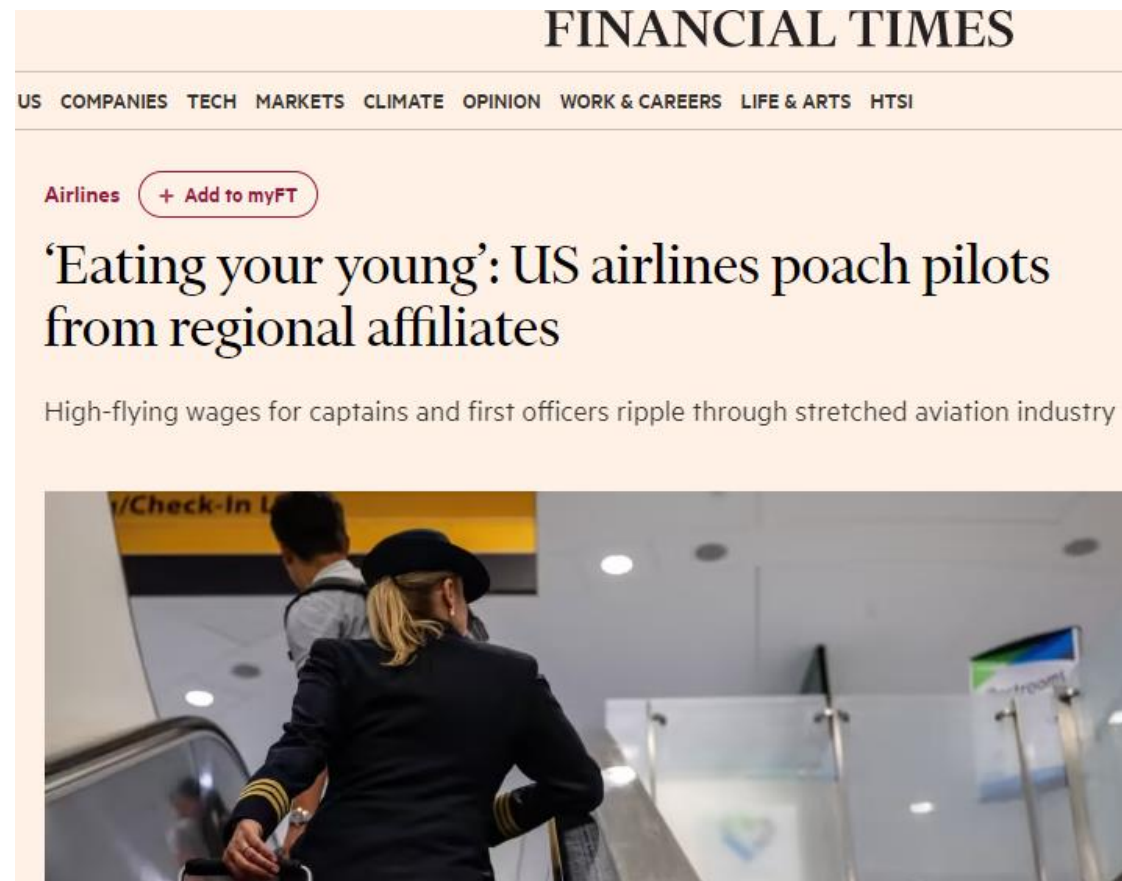 FINANCIAL TIMES
US COMPANIES TECH MARKETS CLIMATE OPINION WORK & CAREERS LIFE & ARTS HTSI
Airlines + Add to myFT
‘Eating your young’: US airlines poach pilots
from regional affiliates
High-flying wages for captains and first officers ripple through stretched aviation industry
/Check-In